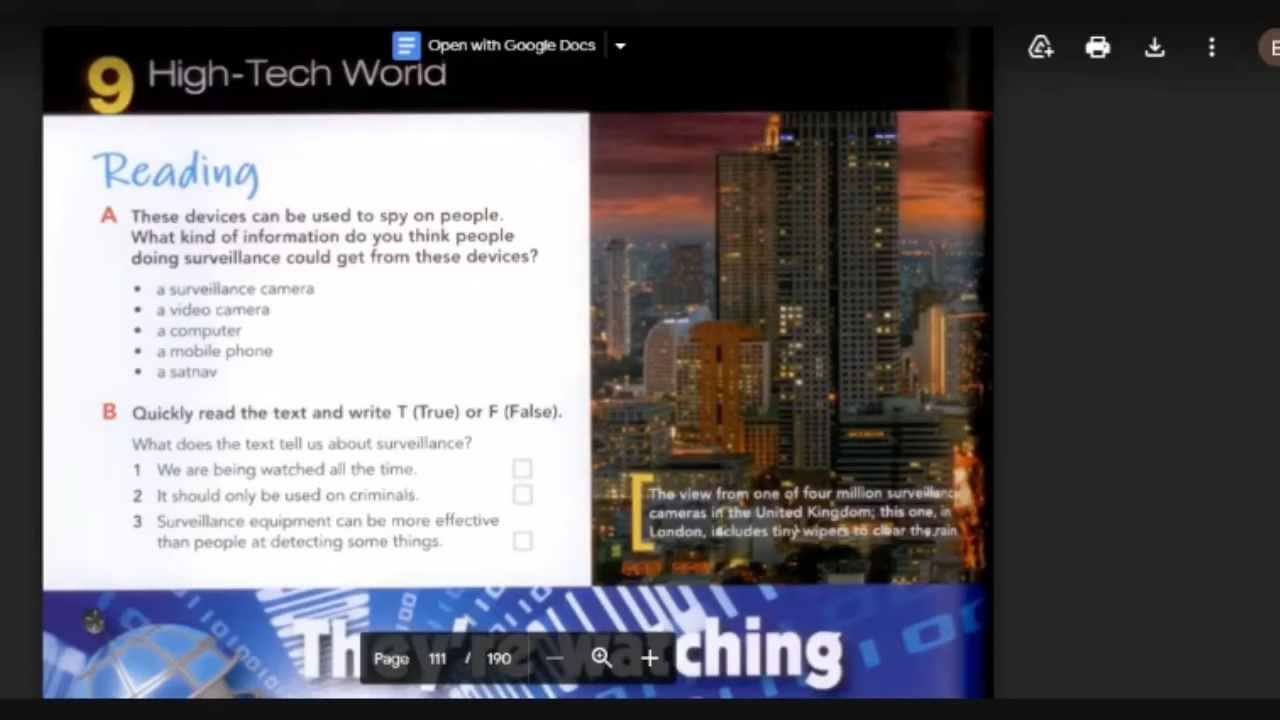 Open with Google Docs
E
9 High-Tech World
Reading
A These devices can be used to spy on people.
What kind of information do you think people
doing surveillance could get from these devices?
• a surveillance camera
• a video camera
• a computer
• a mobile phone
• a satnav
B Quickly read the text and write T (True) or F (False).
What does the text tell us about surveillance?
1 We are being watched all the time.
2 It should only be used on criminals.
3 Surveillance equipment can be more effective
than people at detecting some things.
The view from one of four million surveillance
cameras in the United Kingdom; this one, in
London, includes tiny wipers to clear the rain
They're watching
Page 111 / 190